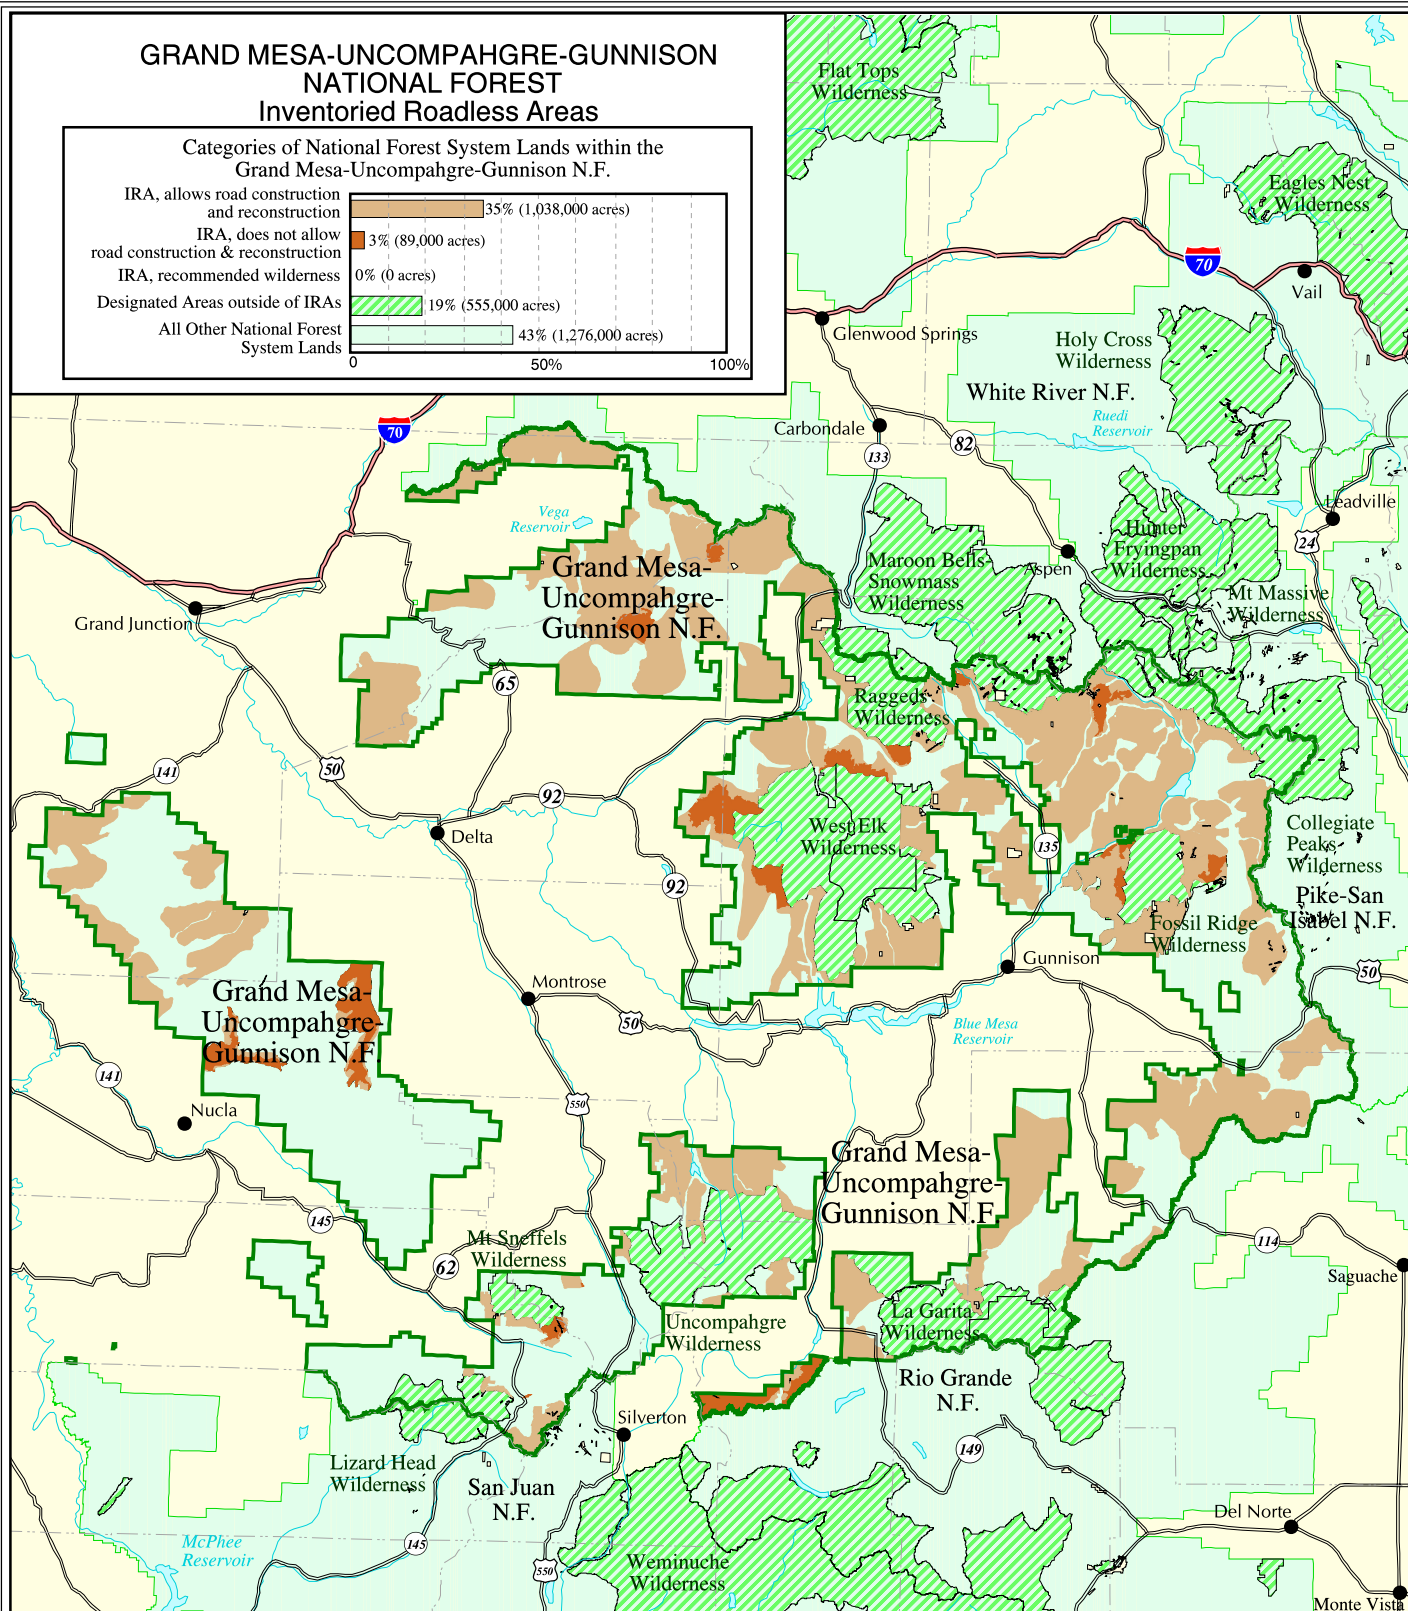 GRAND MESA-UNCOMPAHGRE-GUNNISON
NATIONAL FOREST
Inventoried Roadless Areas
Categories of National Forest System Lands within the
Grand Mesa-Uncompahgre-Gunnison N.F.
IRA, allows road construction
and reconstruction
35% (1,038,000 acres)
IRA, does not allow
road construction & reconstruction
3% (89,000 acres)
IRA, recommended wilderness
0% (0 acres)
Designated Areas outside of IRAs
19% (555,000 acres)
All Other National Forest
System Lands
43% (1,276,000 acres)
0
50%
100%
Flat Tops
Wilderness
Eagles Nest
Wilderness
70
Vail
Glenwood Springs
Holy Cross
Wilderness
White River N.F.
Ruedi
Reservoir
70
Carbondale
82
133
Leadville
24
Vega
Reservoir
Hunter
Fryingpan
Wilderness
Maroon Bells-
Snowmass
Wilderness
Aspen
Mt Massive
Wilderness
Grand Mesa-
Uncompahgre-
Gunnison N.F.
Grand Junction
65
Raggeds
Wilderness
141
50
92
Delta
West Elk
Wilderness
135
Collegiate
Peaks
Wilderness
92
Pike-San
Isabel N.F.
Fossil Ridge
Wilderness
Gunnison
50
Montrose
Grand Mesa-
Uncompahgre-
Gunnison N.F.
50
Blue Mesa
Reservoir
141
Nucla
550
Grand Mesa-
Uncompahgre-
Gunnison N.F.
145
Mt Sneffels
Wilderness
62
114
Saguache
Uncompahgre
Wilderness
La Garita
Wilderness
Rio Grande
N.F.
Silverton
Lizard Head
Wilderness
San Juan
N.F.
149
Del Norte
McPhee
Reservoir
145
550
Weminuche
Wilderness
Monte Vista